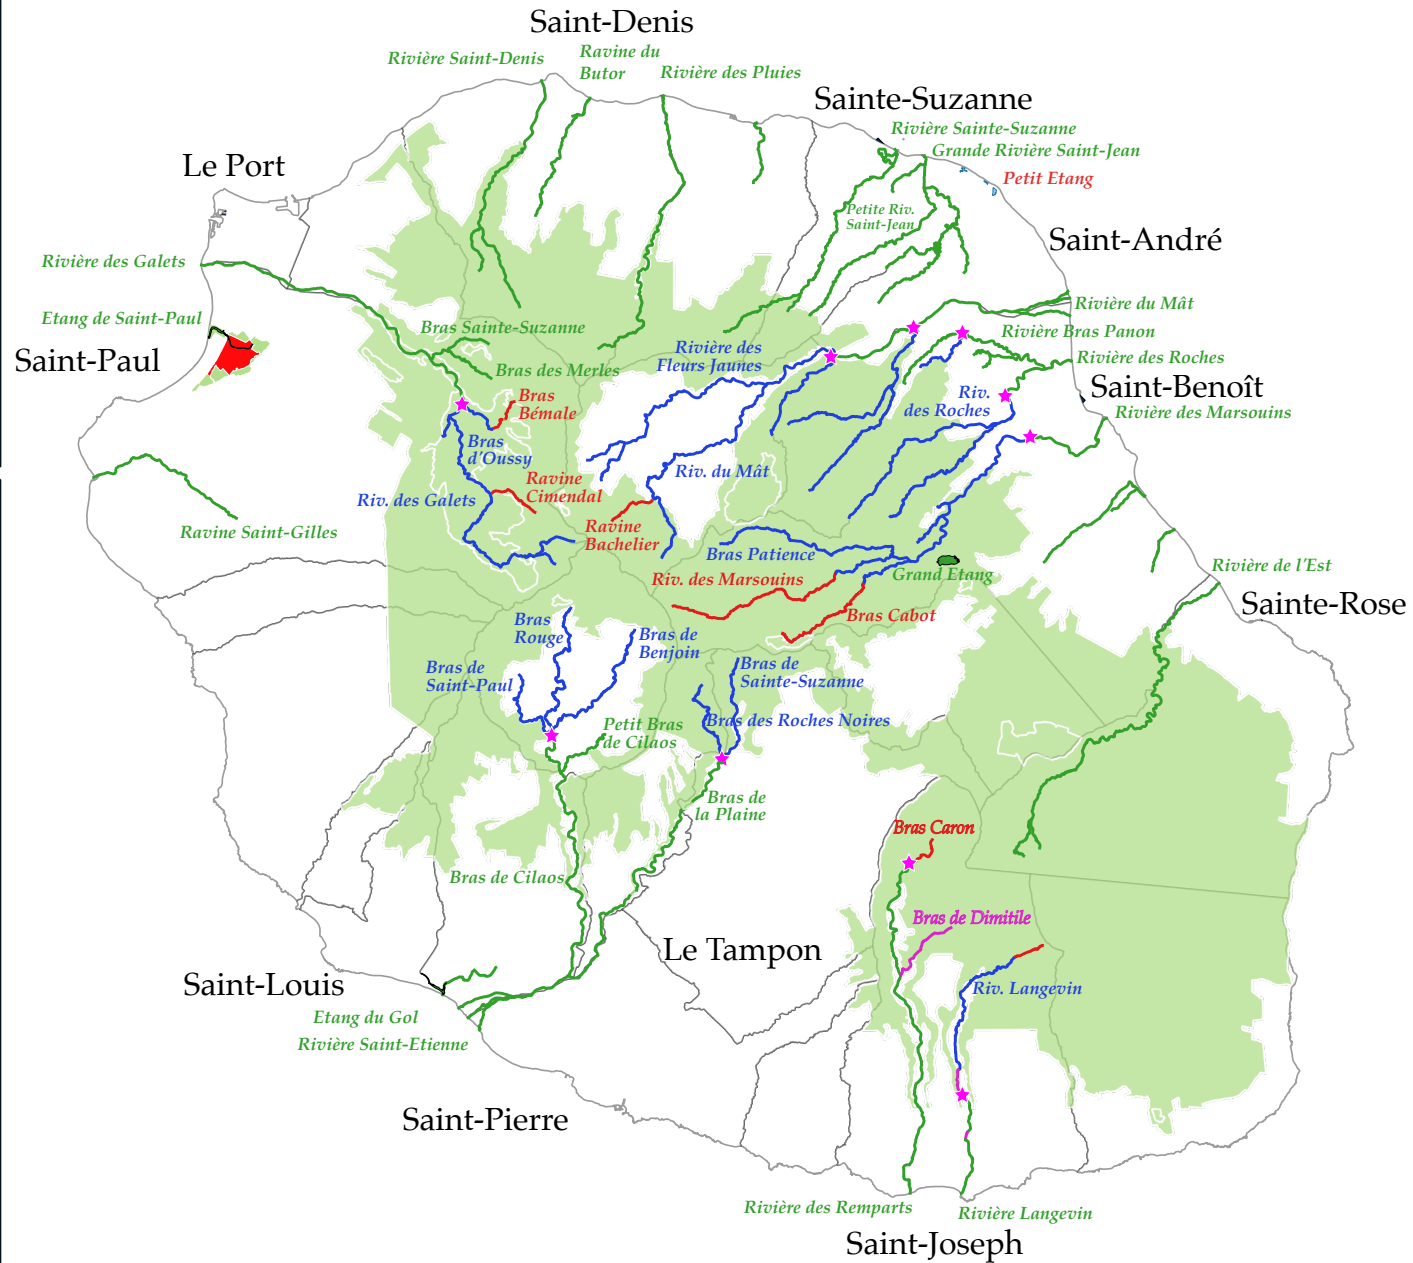 Saint-Denis
Rivière Saint-Denis
Ravine du
Butor
Rivière des Pluies
Sainte-Suzanne
Rivière Sainte-Suzanne
Grande Rivière Saint-Jean
Le Port
Petit Etang
Petite Riv.
Saint-Jean
Saint-André
Rivière des Galets
Rivière du Mât
Etang de Saint-Paul
Bras Sainte-Suzanne
Rivière Bras Panon
Saint-Paul
Rivière des
Fleurs Jaunes
Rivière des Roches
Bras des Merles
Saint-Benoît
Bras
Bémale
Riv.
des Roches
Rivière des Marsouins
Bras
d'Oussy
Riv. du Mât
Ravine
Cimendal
Riv. des Galets
Ravine Saint-Gilles
Ravine
Bachelier
Bras Patience
Rivière de l'Est
Riv. des Marsouins
Grand Etang
Sainte-Rose
Bras Cabot
Bras
Rouge
Bras de
Benjoin
Bras de
Saint-Paul
Bras de
Sainte-Suzanne
Bras des Roches Noires
Petit Bras
de Cilaos
Bras de
la Plaine
Bras Caron
Bras de Cilaos
Bras de Dimitile
Le Tampon
Saint-Louis
Riv. Langevin
Etang du Gol
Rivière Saint-Etienne
Saint-Pierre
Rivière des Remparts
Rivière Langevin
Saint-Joseph